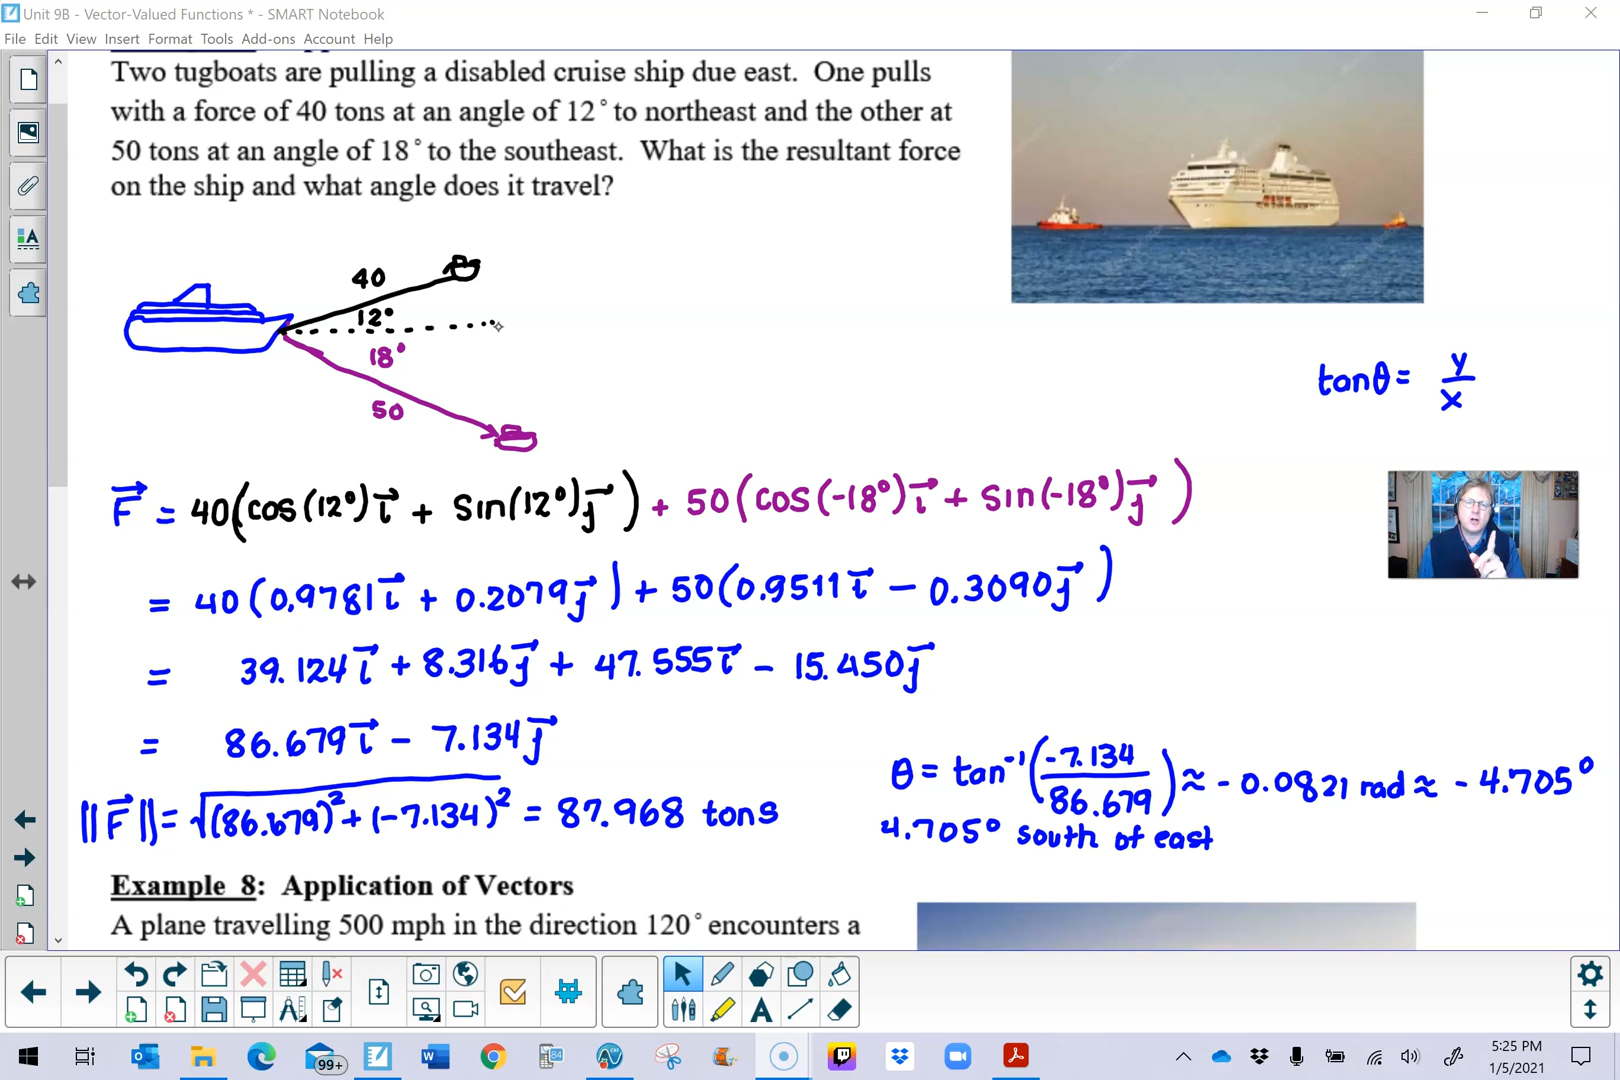 Unit 9B - Vector-Valued Functions * - SMART Notebook
File Edit View Insert Format Tools Add-ons Account Help
Two tugboats are pulling a disabled cruise ship due east. One pulls
with a force of 40 tons at an angle of 12° to northeast and the other at
50 tons at an angle of 18° to the southeast. What is the resultant force
on the ship and what angle does it travel?
40
12°
18°
50
tanθ = y/x
F⃗ = 40(cos(12°)i⃗ + sin(12°)j⃗) + 50(cos(-18°)i⃗ + sin(-18°)j⃗)
= 40(0.9781i⃗ + 0.2079j⃗) + 50(0.9511i⃗ - 0.3090j⃗)
= 39.124i⃗ + 8.316j⃗ + 47.555i⃗ - 15.450j⃗
= 86.679i⃗ - 7.134j⃗
||F⃗|| = √(86.679)² + (-7.134)² = 87.968 tons
θ = tan⁻¹(-7.134/86.679) ≈ -0.0821 rad ≈ -4.705°
4.705° south of east
Example 8: Application of Vectors
A plane travelling 500 mph in the direction 120° encounters a
99+
84
5:25 PM
1/5/2021